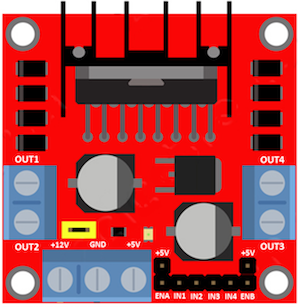 OUT1
OUT4
OUT2
+12V
GND
+5V
OUT3
+5V
+5V
ENA IN1 IN2 IN3 IN4 ENB